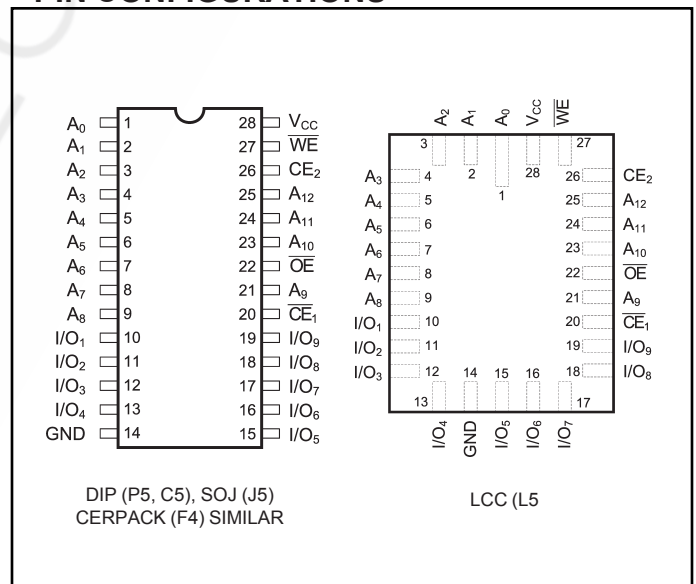 PIN CONFIGURATIONS
A0 1 28 VCC
A1 2 27 W̅E̅
A2 3 26 CE2
A3 4 25 A12
A4 5 24 A11
A5 6 23 A10
A6 7 22 O̅E̅
A7 8 21 A9
A8 9 20 C̅E̅1
I/O1 10 19 I/O9
I/O2 11 18 I/O8
I/O3 12 17 I/O7
I/O4 13 16 I/O6
GND 14 15 I/O5
DIP (P5, C5), SOJ (J5)
CERPACK (F4) SIMILAR
A2 A1 A0 VCC W̅E̅
3 2 1 28 27
A3 4 26 CE2
A4 5 25 A12
A5 6 24 A11
A6 7 23 A10
A7 8 22 O̅E̅
A8 9 21 A9
I/O1 10 20 C̅E̅1
I/O2 11 19 I/O9
I/O3 12 18 I/O8
13 14 15 16 17
I/O4 GND I/O5 I/O6 I/O7
LCC (L5